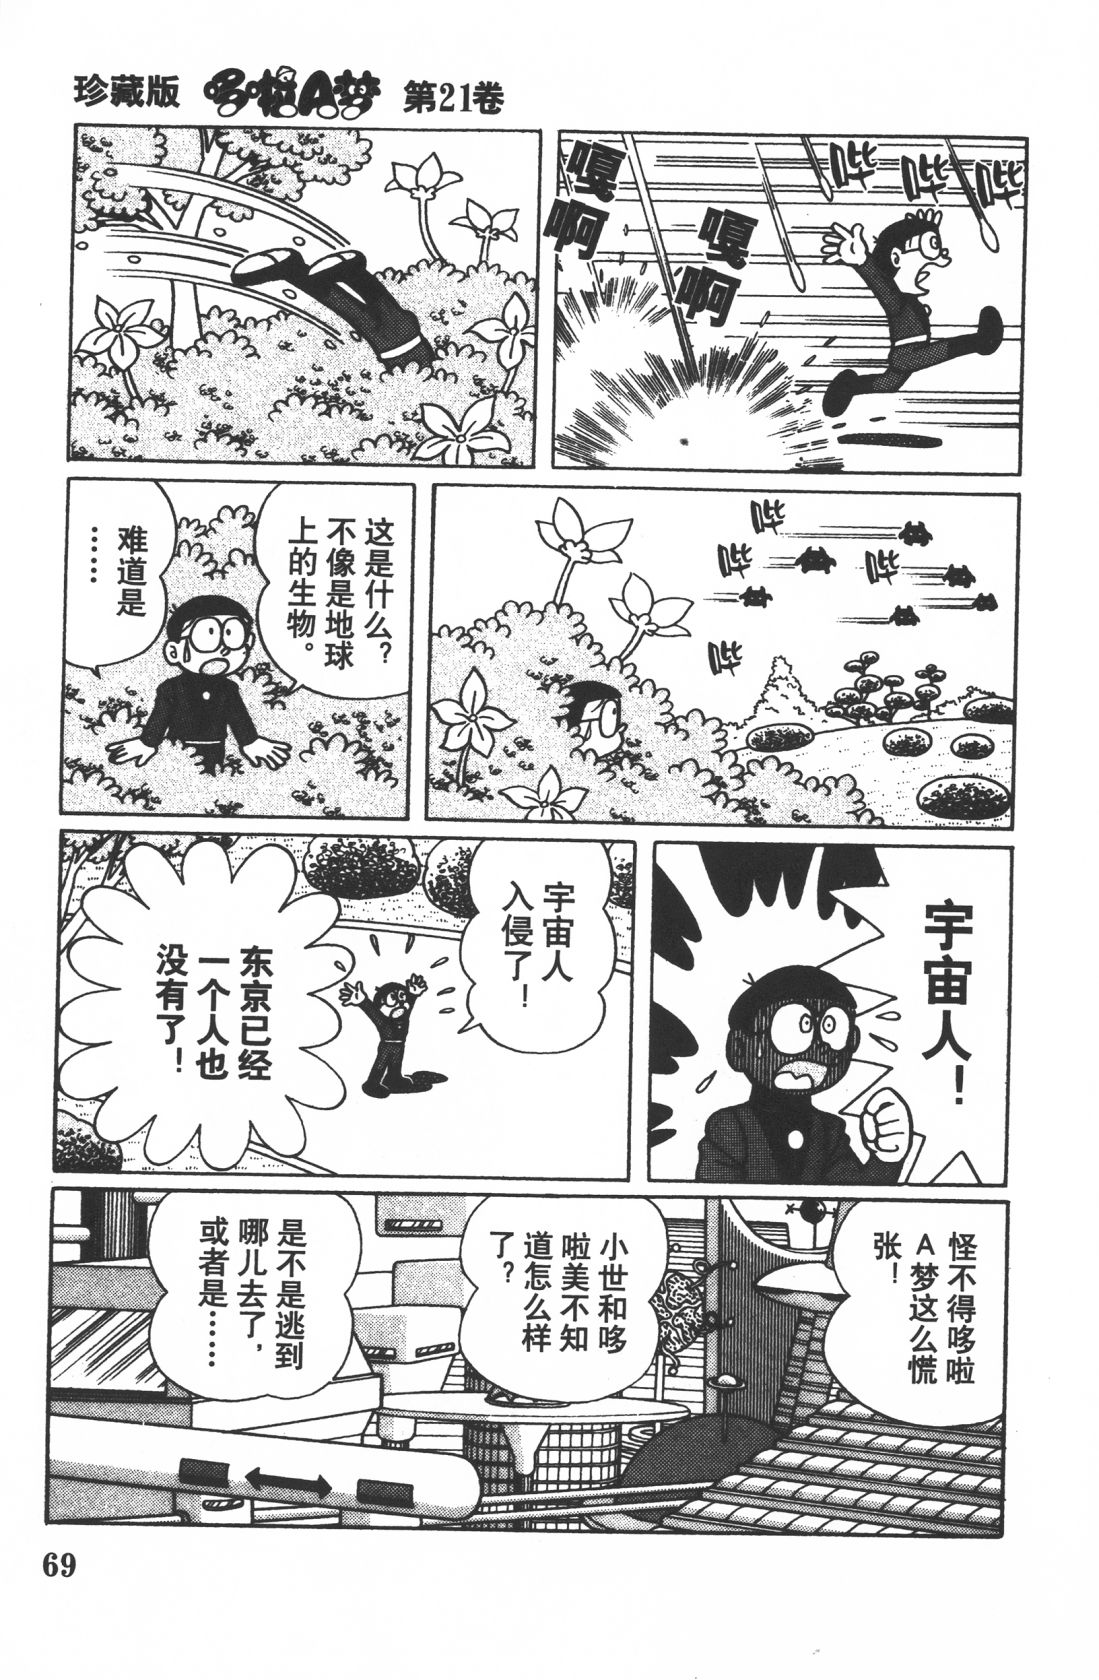 珍藏版 哆啦A梦 第21卷
哔
哔
哔
嘎啊
嘎啊
哔
哔
哔
哔
哔
这是什么？
不像是地球
上的生物。
难道是
……
宇宙人！
宇宙人
入侵了！
东京已经
一个人也
没有了！
怪不得哆啦
A梦这么慌
张！
小世和哆
啦美不知
道怎么样
了？
是不是逃到
哪儿去了，
或者是……
69